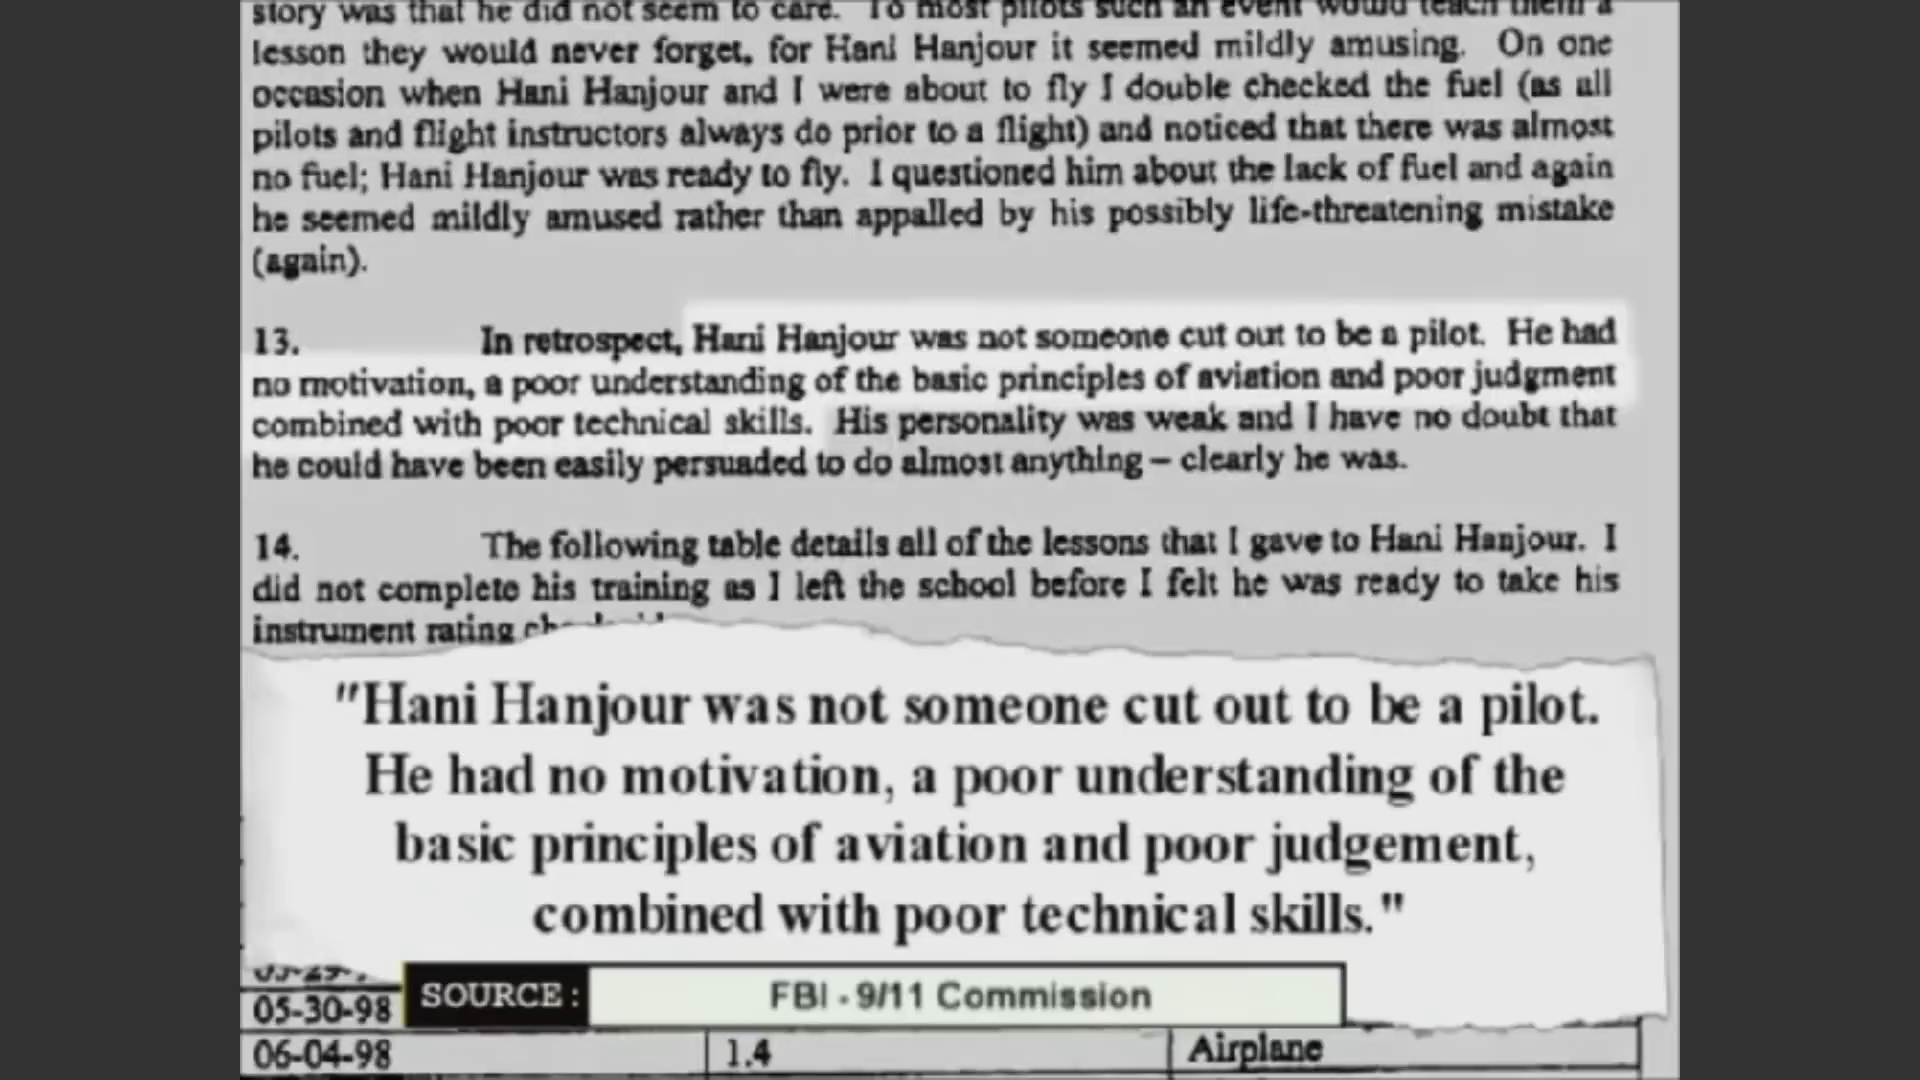 story was that he did not seem to care. To most pilots such an event would teach them a
lesson they would never forget, for Hani Hanjour it seemed mildly amusing. On one
occasion when Hani Hanjour and I were about to fly I double checked the fuel (as all
pilots and flight instructors always do prior to a flight) and noticed that there was almost
no fuel; Hani Hanjour was ready to fly. I questioned him about the lack of fuel and again
he seemed mildly amused rather than appalled by his possibly life-threatening mistake
(again).
13. In retrospect, Hani Hanjour was not someone cut out to be a pilot. He had
no motivation, a poor understanding of the basic principles of aviation and poor judgment
combined with poor technical skills. His personality was weak and I have no doubt that
he could have been easily persuaded to do almost anything – clearly he was.
14. The following table details all of the lessons that I gave to Hani Hanjour. I
did not complete his training as I left the school before I felt he was ready to take his
instrument rating
"Hani Hanjour was not someone cut out to be a pilot.
He had no motivation, a poor understanding of the
basic principles of aviation and poor judgement,
combined with poor technical skills."
SOURCE: FBI - 9/11 Commission
05-30-98
06-04-98 1.4 Airplane